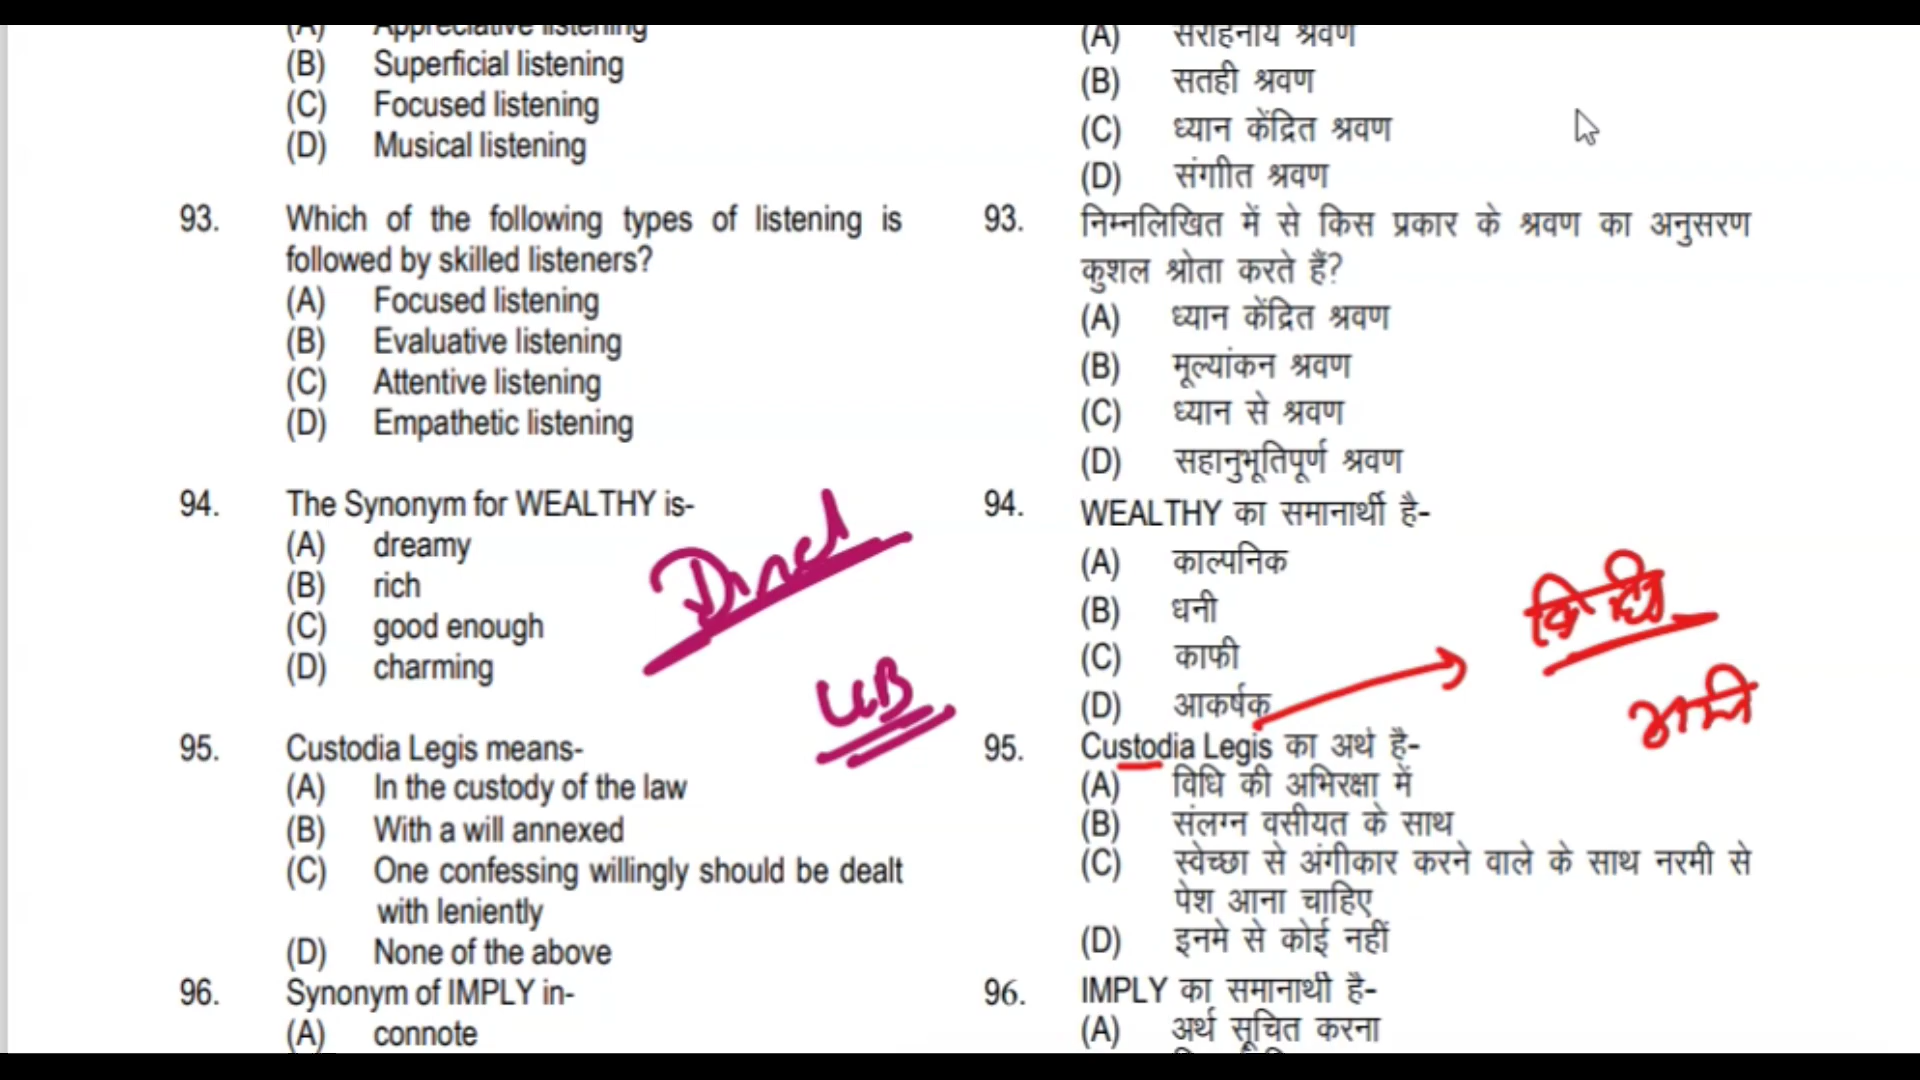 (A) Appreciative listening
(B) Superficial listening
(C) Focused listening
(D) Musical listening
93. Which of the following types of listening is
followed by skilled listeners?
(A) Focused listening
(B) Evaluative listening
(C) Attentive listening
(D) Empathetic listening
94. The Synonym for WEALTHY is-
(A) dreamy
(B) rich
(C) good enough
(D) charming
95. Custodia Legis means-
(A) In the custody of the law
(B) With a will annexed
(C) One confessing willingly should be dealt
with leniently
(D) None of the above
96. Synonym of IMPLY in-
(A) connote
(A) सराहनीय श्रवण
(B) सतही श्रवण
(C) ध्यान केंद्रित श्रवण
(D) संगाीत श्रवण
93. निम्नलिखित में से किस प्रकार के श्रवण का अनुसरण
कुशल श्रोता करते हैं?
(A) ध्यान केंद्रित श्रवण
(B) मूल्यांकन श्रवण
(C) ध्यान से श्रवण
(D) सहानुभूतिपूर्ण श्रवण
94. WEALTHY का समानार्थी है-
(A) काल्पनिक
(B) धनी
(C) काफी
(D) आकर्षक
95. Custodia Legis का अर्थ है-
(A) विधि की अभिरक्षा में
(B) संलग्न वसीयत के साथ
(C) स्वेच्छा से अंगीकार करने वाले के साथ नरमी से
पेश आना चाहिए
(D) इनमे से कोई नहीं
96. IMPLY का समानार्थी है-
(A) अर्थ सूचित करना